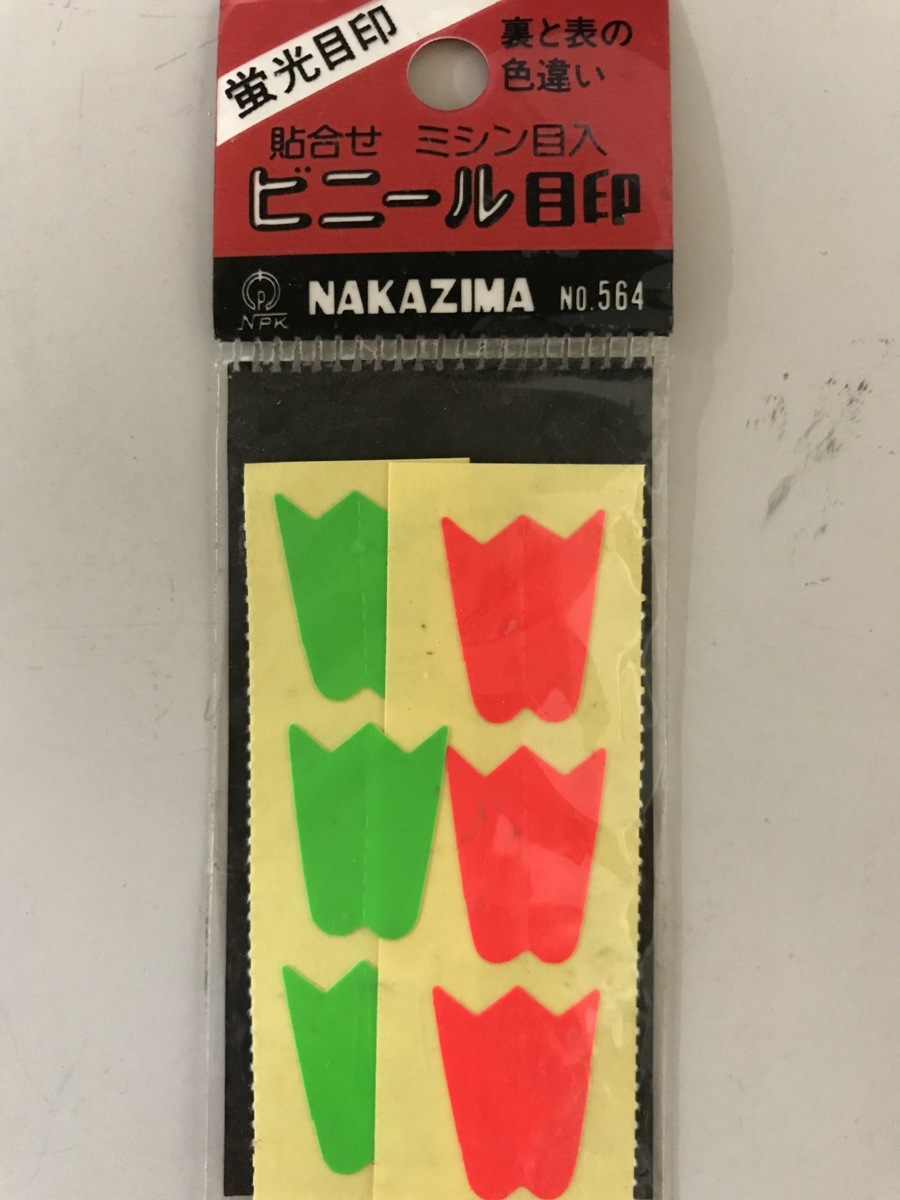 蛍光目印
裏と表の
色違い
貼合せ ミシン目入
ビニール目印
NPK
NAKAZIMA NO.564